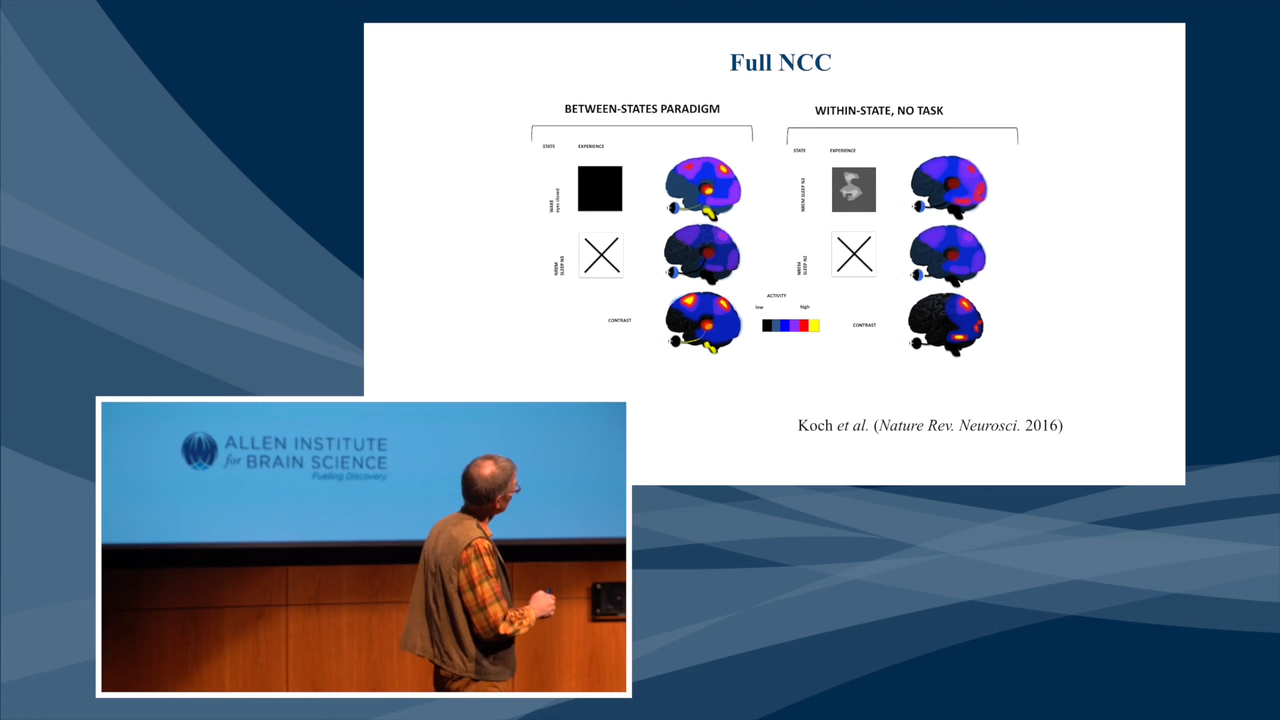 Full NCC
BETWEEN-STATES PARADIGM
WITHIN-STATE, NO TASK
STATE
EXPERIENCE
STATE
EXPERIENCE
WAKE
eyes closed
NREM SLEEP N2
NREM
SLEEP N3
NREM
SLEEP N2
ACTIVITY
low
high
CONTRAST
CONTRAST
Koch et al. (Nature Rev. Neurosci. 2016)
ALLEN INSTITUTE
for BRAIN SCIENCE
Fueling Discovery